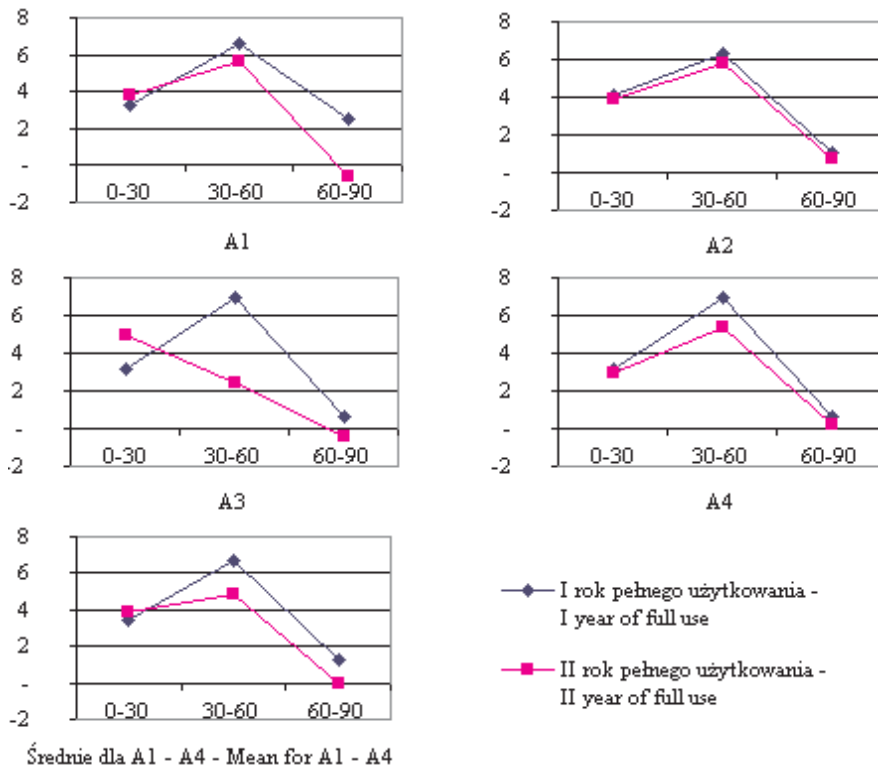 8
6
4
2
-
-2
0-30 30-60 60-90
A1
8
6
4
2
-
-2
0-30 30-60 60-90
A2
8
6
4
2
-
-2
0-30 30-60 60-90
A3
8
6
4
2
-
-2
0-30 30-60 60-90
A4
8
6
4
2
-
-2
0-30 30-60 60-90
Średnie dla A1 - A4 - Mean for A1 - A4
I rok pełnego użytkowania -
I year of full use
II rok pełnego użytkowania -
II year of full use